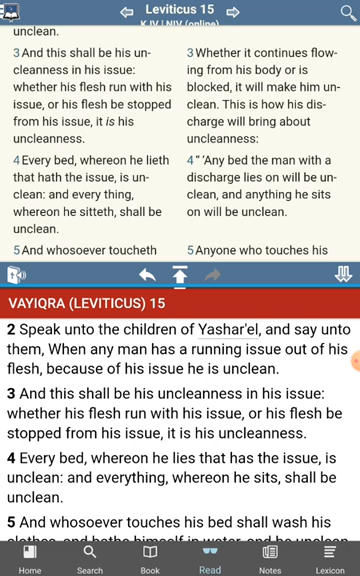 Leviticus 15
KJV | NIV (online)
unclean.
3 And this shall be his un-
cleanness in his issue:
whether his flesh run with
his issue, or his flesh be
stopped from his issue, it
is his uncleanness.
4 Every bed, whereon he lieth
that hath the issue, is un-
clean: and every thing,
whereon he sitteth, shall be
unclean.
5 And whosoever toucheth
3 Whether it continues flow-
ing from his body or is
blocked, it will make him un-
clean. This is how his dis-
charge will bring about
uncleanness:
4 “ ‘Any bed the man with a
discharge lies on will be un-
clean, and anything he sits
on will be unclean.
5 Anyone who touches his
VAYIQRA (LEVITICUS) 15
2 Speak unto the children of Yashar'el, and say unto
them, When any man has a running issue out of his
flesh, because of his issue he is unclean.
3 And this shall be his uncleanness in his issue:
whether his flesh run with his issue, or his flesh be
stopped from his issue, it is his uncleanness.
4 Every bed, whereon he lies that has the issue, is
unclean: and everything, whereon he sits, shall be
unclean.
5 And whosoever touches his bed shall wash his
clothes, and bathe himself in water, and be unclean
Home Search Book Read Notes Lexicon